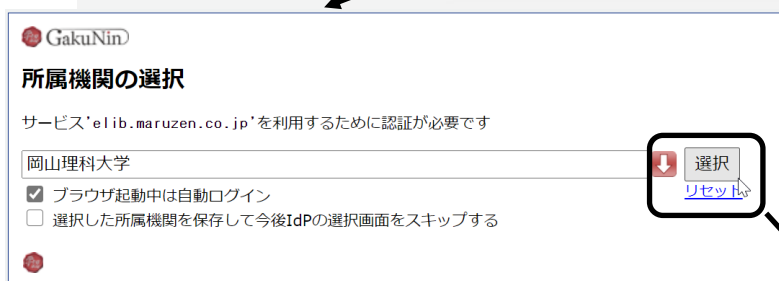 GakuNin
所属機関の選択
サービス'elib.maruzen.co.jp'を利用するために認証が必要です
岡山理科大学 選択
リセット
ブラウザ起動中は自動ログイン
選択した所属機関を保存して今後IdPの選択画面をスキップする